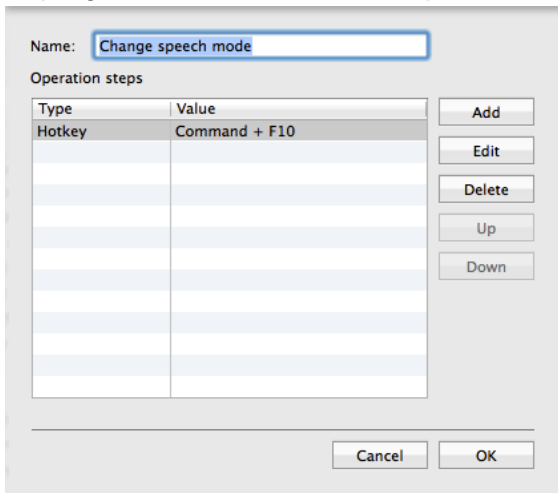 Name: Change speech mode
Operation steps
Type Value
Hotkey Command + F10
Add
Edit
Delete
Up
Down
Cancel OK